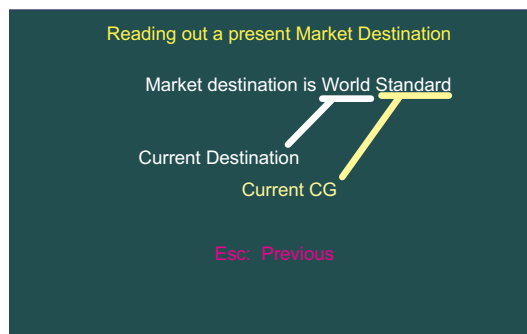 Reading out a present Market Destination
Market destination is World Standard
Current Destination
Current CG
Esc: Previous